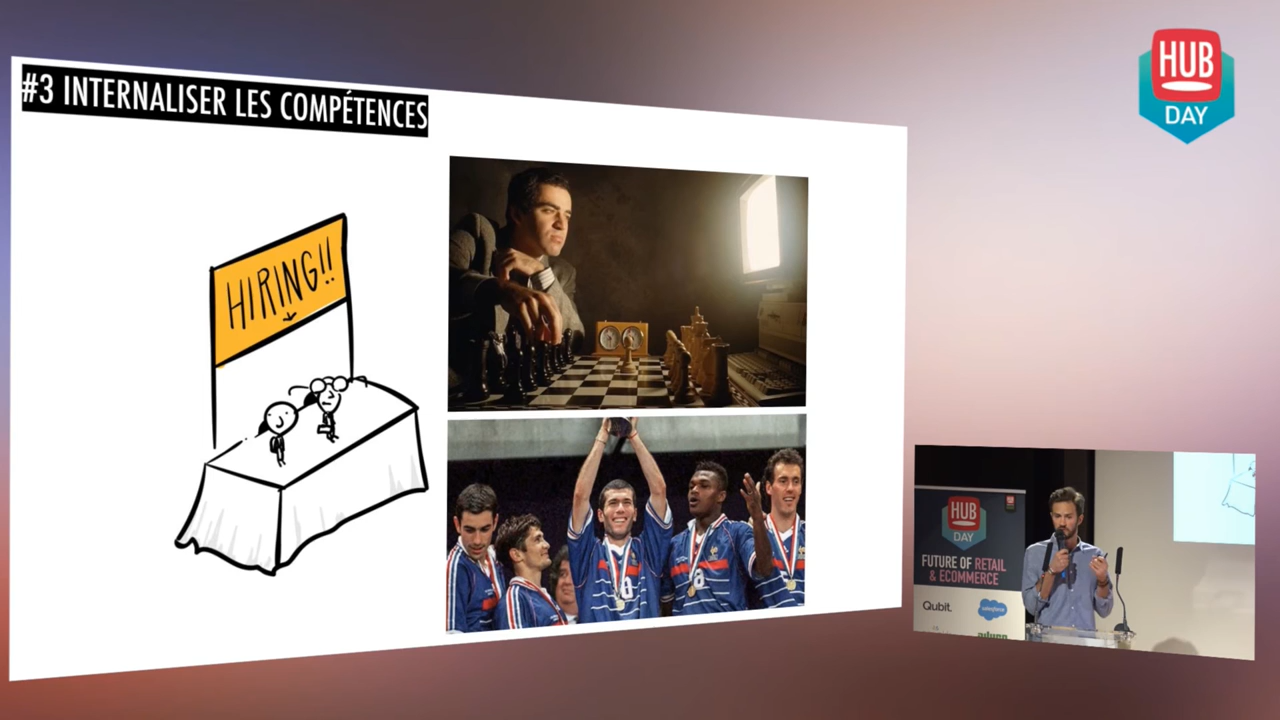 #3 INTERNALISER LES COMPÉTENCES
HIRING!!
HUB
DAY
HUB
DAY
FUTURE OF RETAIL
& ECOMMERCE
Qubit.
salesforce